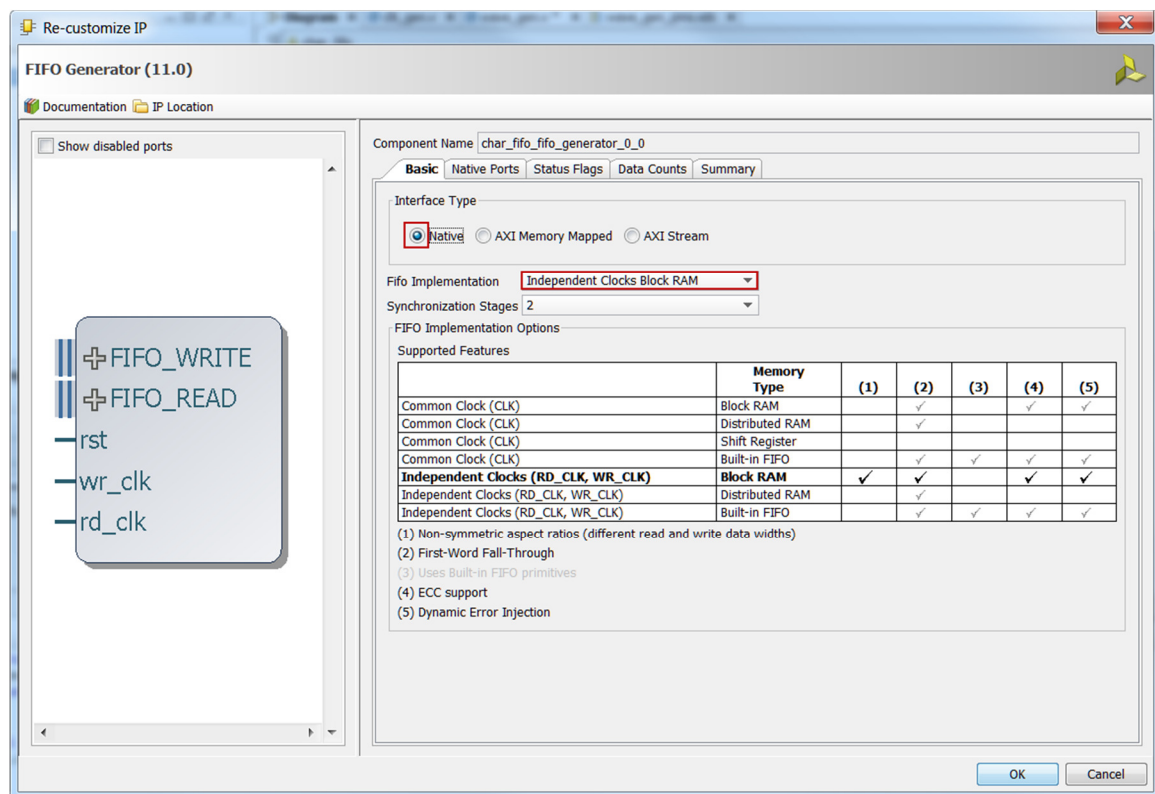 Re-customize IP
FIFO Generator (11.0)
Documentation IP Location
Show disabled ports
FIFO_WRITE
FIFO_READ
rst
wr_clk
rd_clk
Component Name char_fifo_fifo_generator_0_0
Basic Native Ports Status Flags Data Counts Summary
Interface Type
Native AXI Memory Mapped AXI Stream
Fifo Implementation Independent Clocks Block RAM
Synchronization Stages 2
FIFO Implementation Options
Supported Features
Memory Type (1) (2) (3) (4) (5)
Common Clock (CLK) Block RAM ✓ ✓ ✓
Common Clock (CLK) Distributed RAM ✓
Common Clock (CLK) Shift Register
Common Clock (CLK) Built-in FIFO ✓ ✓ ✓ ✓
Independent Clocks (RD_CLK, WR_CLK) Block RAM ✓ ✓ ✓ ✓
Independent Clocks (RD_CLK, WR_CLK) Distributed RAM ✓
Independent Clocks (RD_CLK, WR_CLK) Built-in FIFO ✓ ✓ ✓ ✓
(1) Non-symmetric aspect ratios (different read and write data widths)
(2) First-Word Fall-Through
(3) Uses Built-in FIFO primitives
(4) ECC support
(5) Dynamic Error Injection
OK Cancel